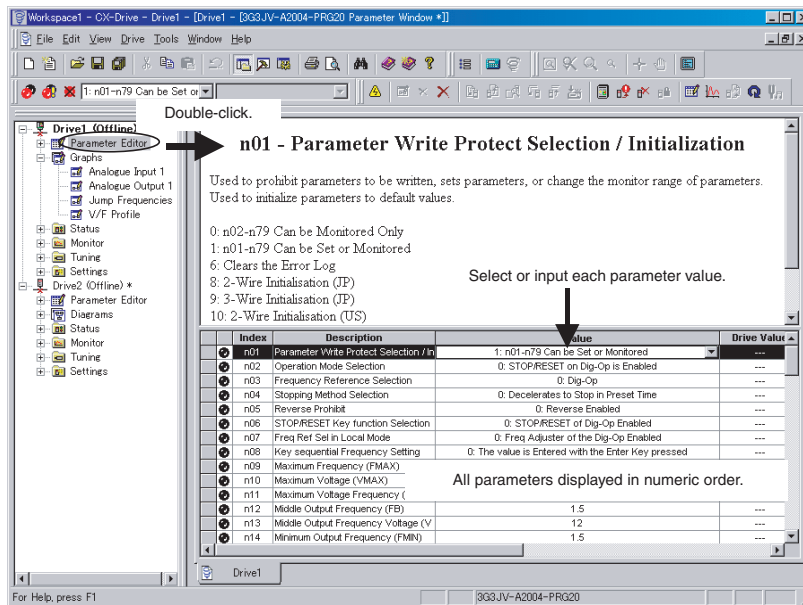 Workspace1 - CX-Drive - Drive1 - [Drive1 - [3G3JV-A2004-PRG20 Parameter Window *]]
File Edit View Drive Tools Window Help
1: n01-n79 Can be Set or
Double-click.
Drive1 (Offline)
Parameter Editor
Graphs
Analogue Input 1
Analogue Output 1
Jump Frequencies
V/F Profile
Status
Monitor
Tuning
Settings
Drive2 (Offline) *
Parameter Editor
Diagrams
Status
Monitor
Tuning
Settings
n01 - Parameter Write Protect Selection / Initialization
Used to prohibit parameters to be written, sets parameters, or change the monitor range of parameters.
Used to initialize parameters to default values.
0: n02-n79 Can be Monitored Only
1: n01-n79 Can be Set or Monitored
6: Clears the Error Log
8: 2-Wire Initialisation (JP)
9: 3-Wire Initialisation (JP)
10: 2-Wire Initialisation (US)
Select or input each parameter value.
Index Description Value Drive Value
n01 Parameter Write Protect Selection / In 1: n01-n79 Can be Set or Monitored ---
n02 Operation Mode Selection 0: STOP/RESET on Dig-Op is Enabled ---
n03 Frequency Reference Selection 0: Dig-Op ---
n04 Stopping Method Selection 0: Decelerates to Stop in Preset Time ---
n05 Reverse Prohibit 0: Reverse Enabled ---
n06 STOP/RESET Key function Selection 0: STOP/RESET of Dig-Op Enabled ---
n07 Freq Ref Sel in Local Mode 0: Freq Adjuster of the Dig-Op Enabled ---
n08 Key sequential Frequency Setting 0: The value is Entered with the Enter Key pressed ---
n09 Maximum Frequency (FMAX)
n10 Maximum Voltage (VMAX)
n11 Maximum Voltage Frequency (
All parameters displayed in numeric order.
n12 Middle Output Frequency (FB) 1.5 ---
n13 Middle Output Frequency Voltage (V 12 ---
n14 Minimum Output Frequency (FMIN) 1.5 ---
Drive1
For Help, press F1
3G3JV-A2004-PRG20